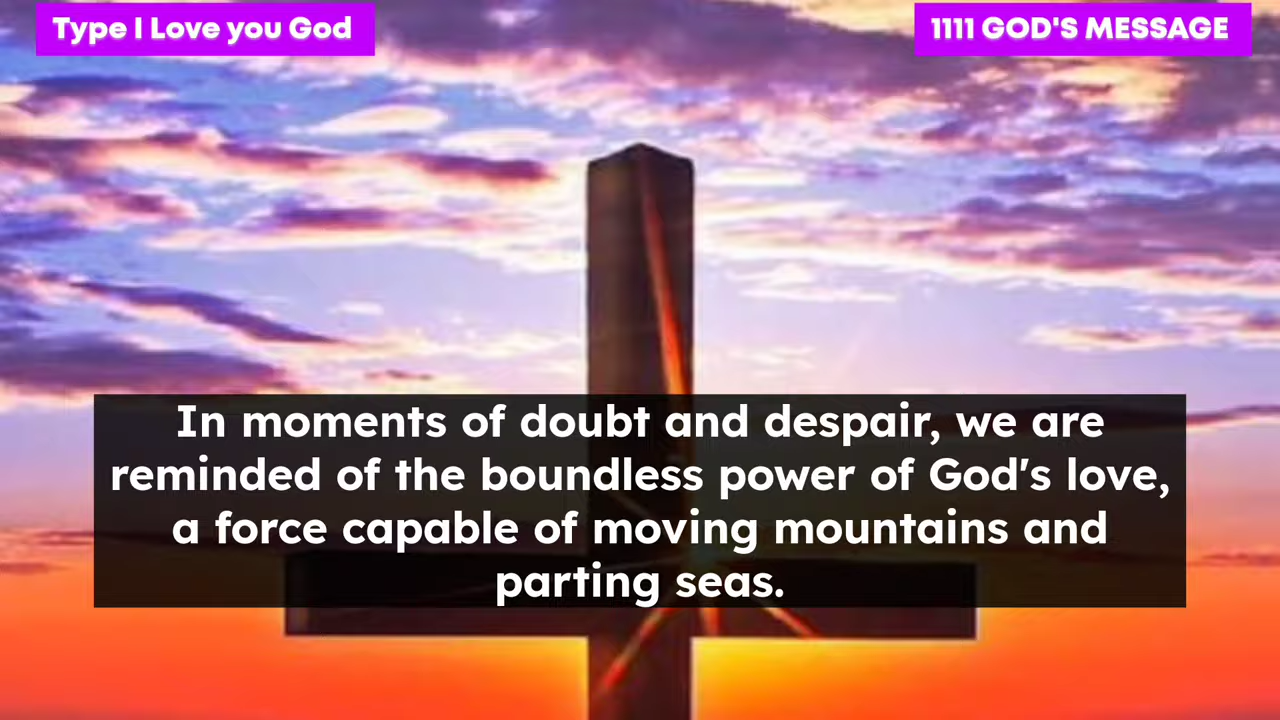 Type I Love you God
1111 GOD'S MESSAGE
In moments of doubt and despair, we are
reminded of the boundless power of God's love,
a force capable of moving mountains and
parting seas.